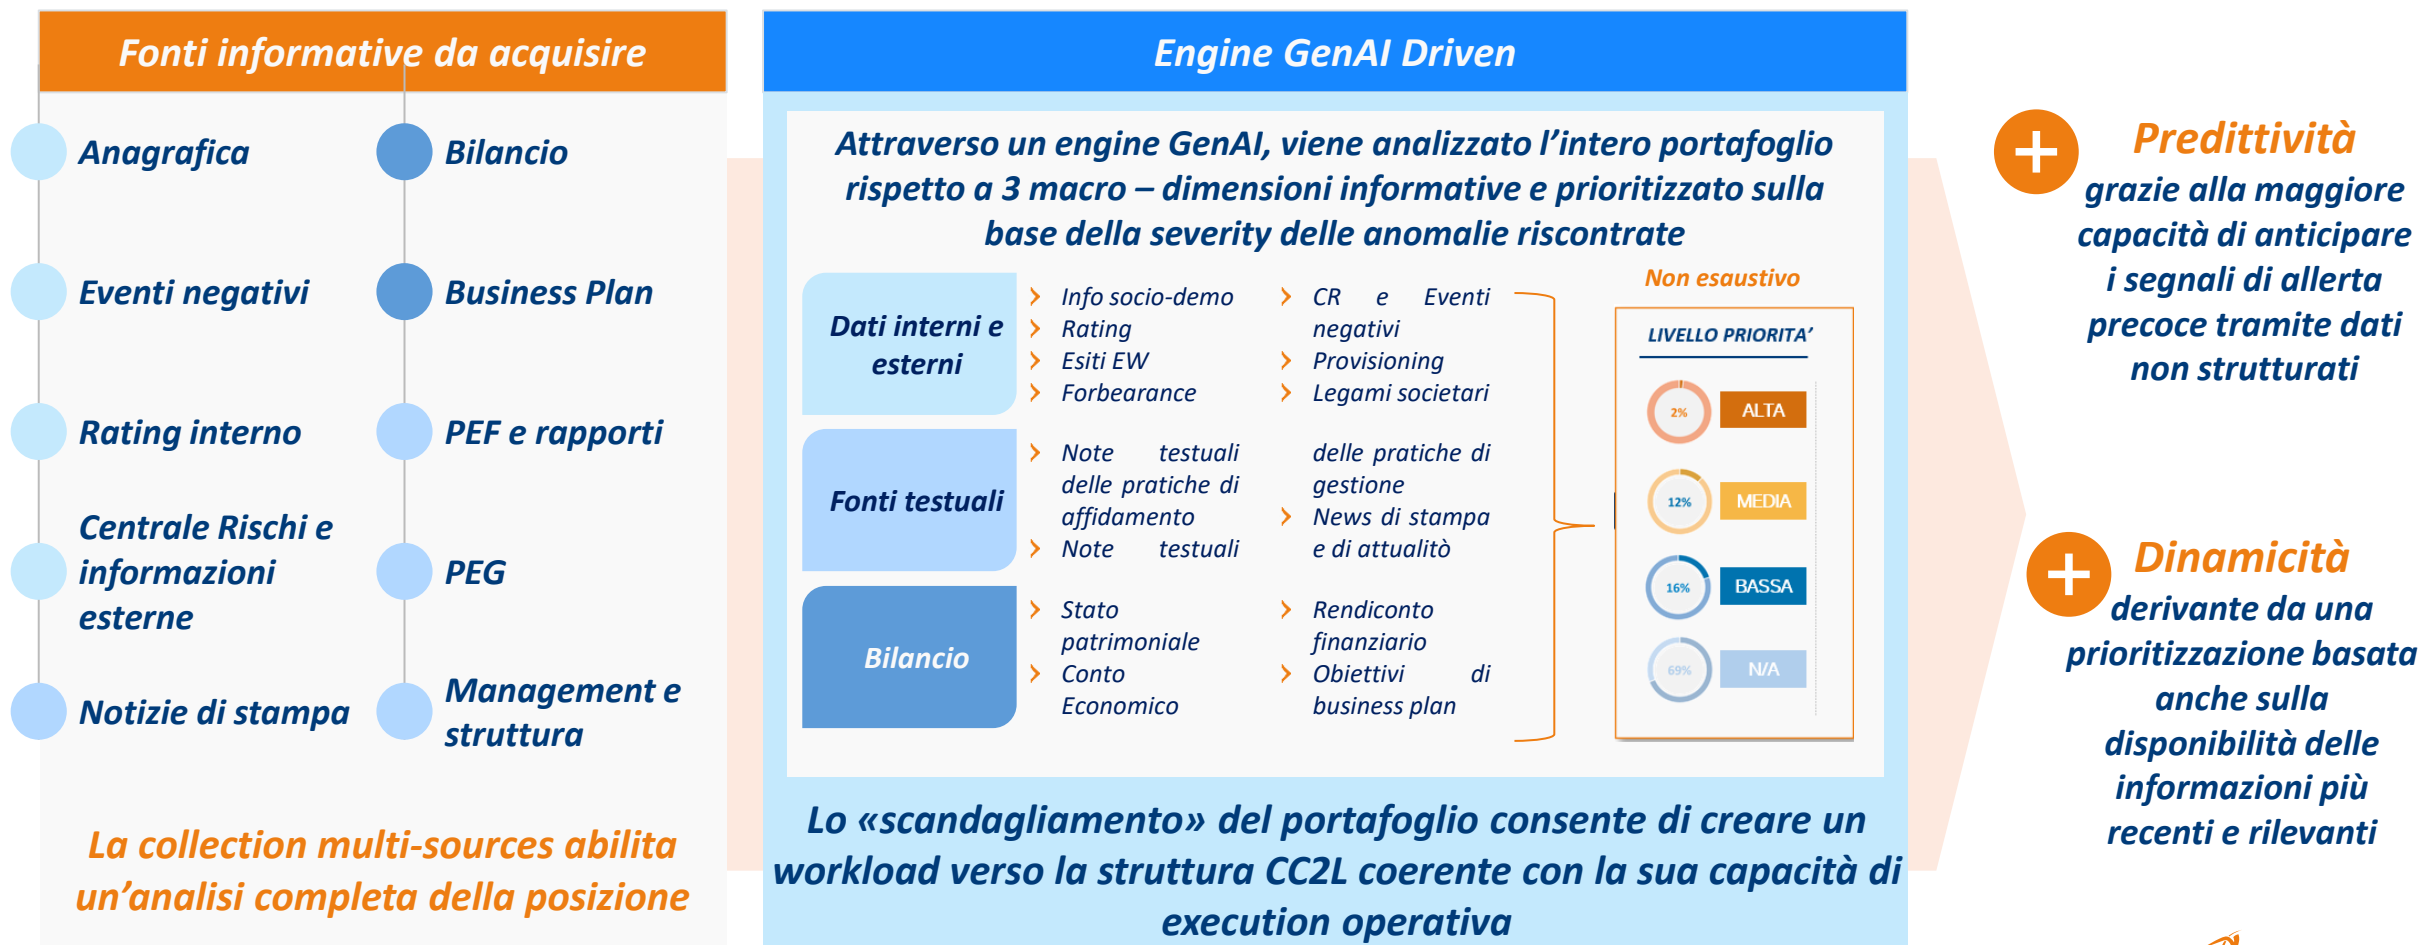 Fonti informative da acquisire
Anagrafica
Eventi negativi
Rating interno
Centrale Rischi e
informazioni
esterne
Notizie di stampa
Bilancio
Business Plan
PEF e rapporti
PEG
Management e
struttura
La collection multi-sources abilita
un'analisi completa della posizione
Engine GenAI Driven
Attraverso un engine GenAI, viene analizzato l'intero portafoglio
rispetto a 3 macro – dimensioni informative e prioritizzato sulla
base della severity delle anomalie riscontrate
Dati interni e
esterni
Info socio-demo
Rating
Esiti EW
Forbearance
CR e Eventi
negativi
Provisioning
Legami societari
Fonti testuali
Note testuali
delle pratiche di
affidamento
Note testuali
delle pratiche di
gestione
News di stampa
e di attualitò
Bilancio
Stato
patrimoniale
Conto
Economico
Rendiconto
finanziario
Obiettivi di
business plan
Non esaustivo
LIVELLO PRIORITA'
2% ALTA
12% MEDIA
16% BASSA
69% N/A
Lo «scandagliamento» del portafoglio consente di creare un
workload verso la struttura CC2L coerente con la sua capacità di
execution operativa
Predittività
grazie alla maggiore
capacità di anticipare
i segnali di allerta
precoce tramite dati
non strutturati
Dinamicità
derivante da una
prioritizzazione basata
anche sulla
disponibilità delle
informazioni più
recenti e rilevanti